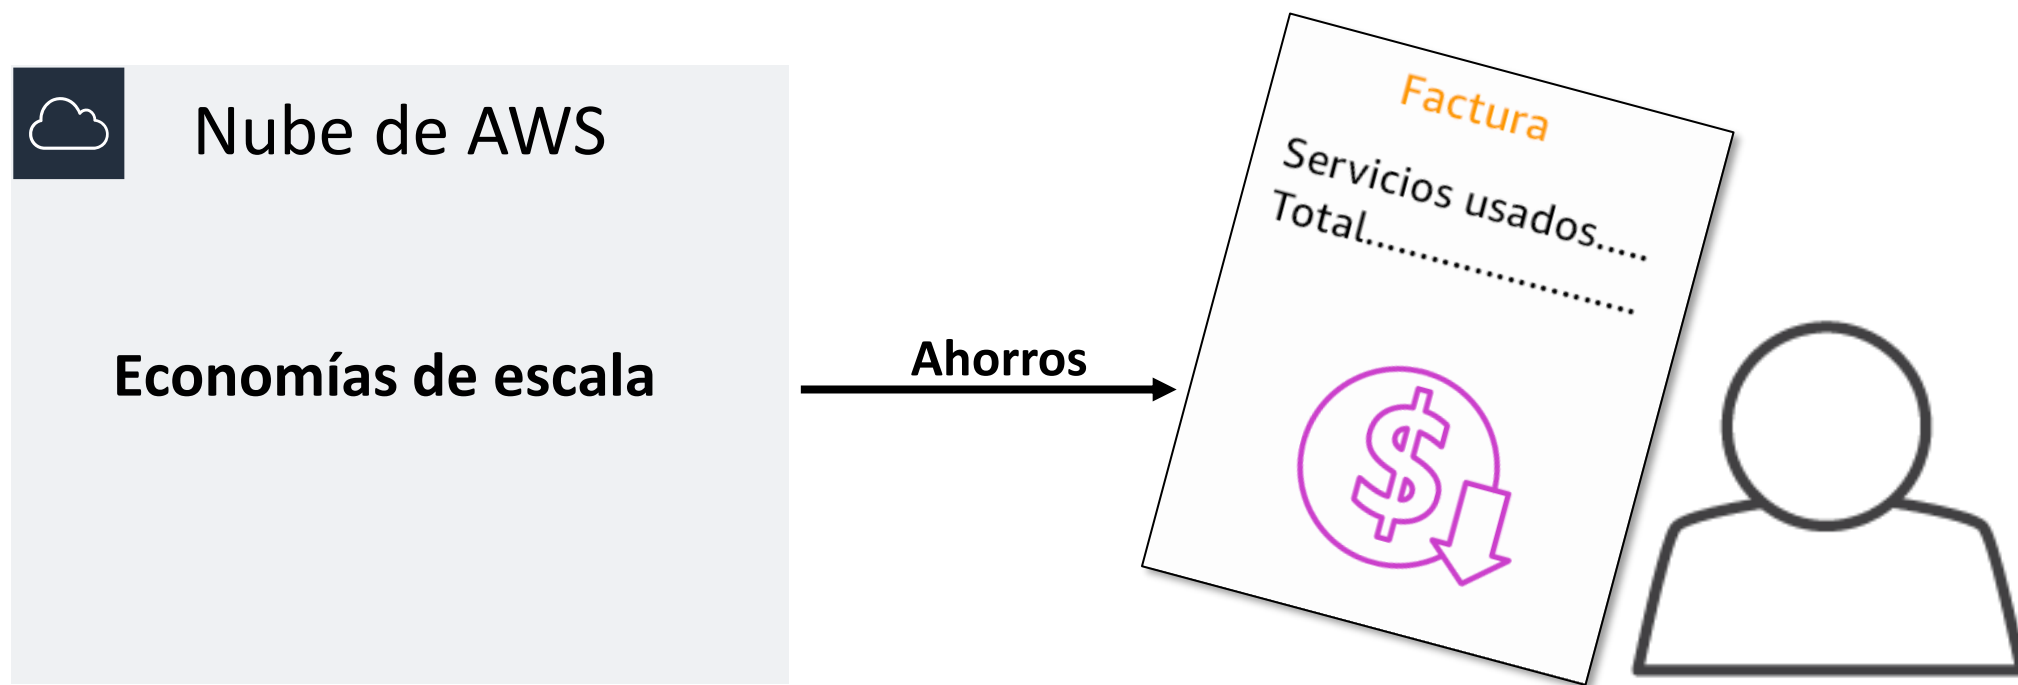 Nube de AWS
Economías de escala
Ahorros
Factura
Servicios usados.....
Total.........................
$